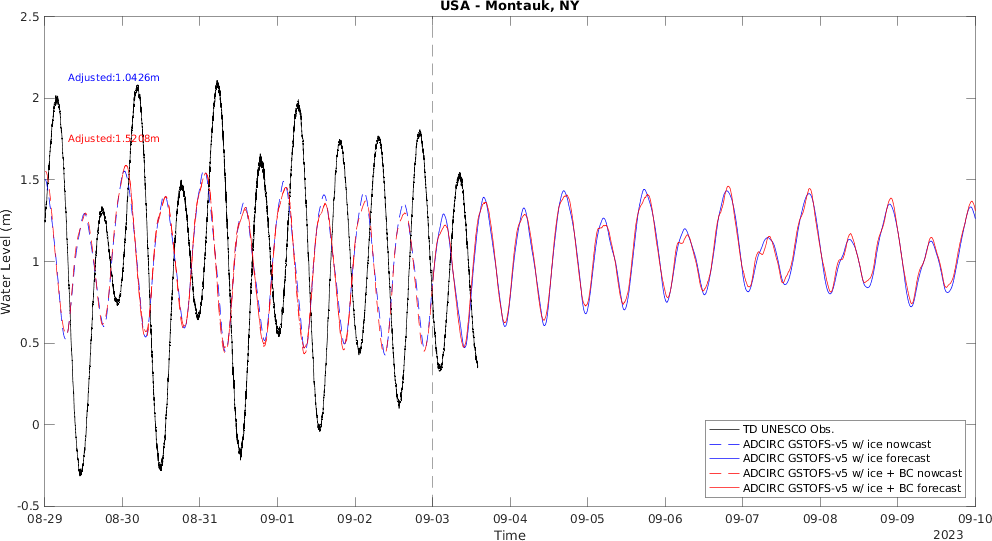 USA - Montauk, NY
2.5
2
1.5
1
0.5
0
-0.5
Water Level (m)
Adjusted:1.0426m
Adjusted:1.5208m
TD UNESCO Obs.
ADCIRC GSTOFS-v5 w/ ice nowcast
ADCIRC GSTOFS-v5 w/ ice forecast
ADCIRC GSTOFS-v5 w/ ice + BC nowcast
ADCIRC GSTOFS-v5 w/ ice + BC forecast
08-29 08-30 08-31 09-01 09-02 09-03 09-04 09-05 09-06 09-07 09-08 09-09 09-10
Time
2023